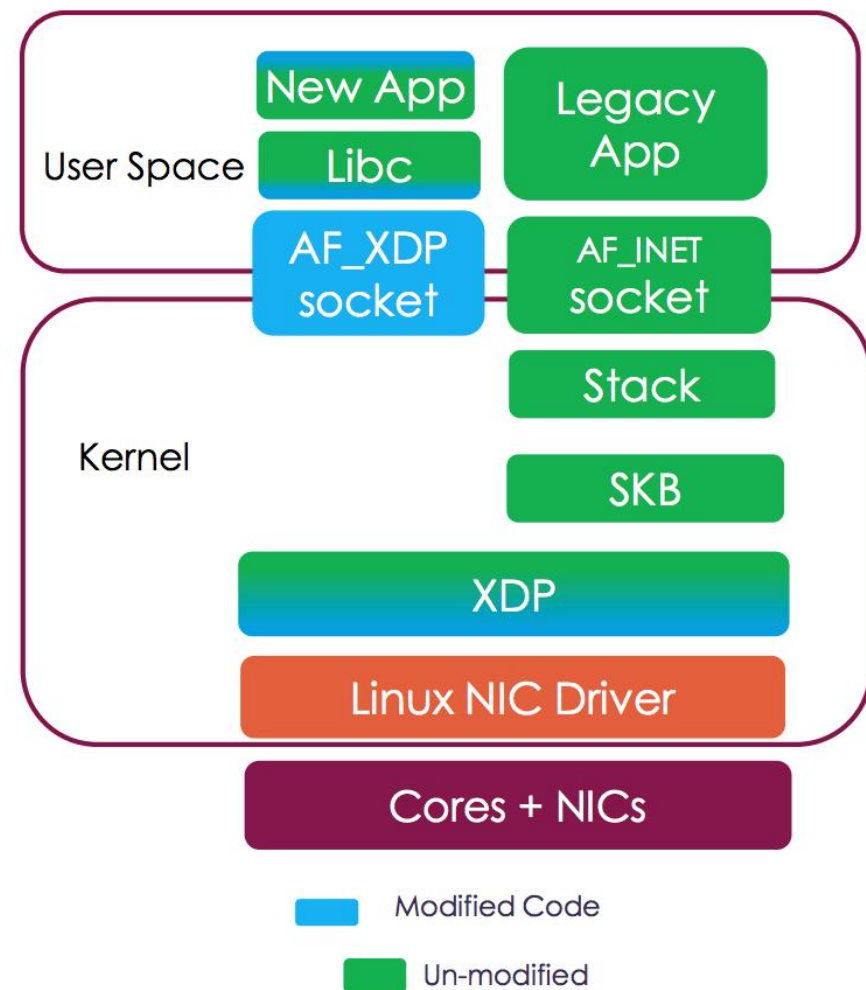 New App
Legacy
App
User Space
Libc
AF_XDP
socket
AF_INET
socket
Stack
Kernel
SKB
XDP
Linux NIC Driver
Cores + NICs
Modified Code
Un-modified